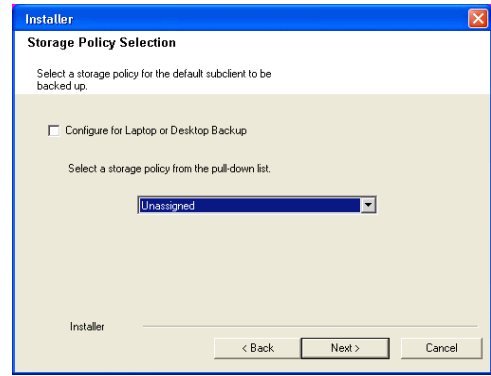 Installer
Storage Policy Selection
Select a storage policy for the default subclient to be
backed up.
Configure for Laptop or Desktop Backup
Select a storage policy from the pull-down list.
Unassigned
Installer
< Back
Next >
Cancel